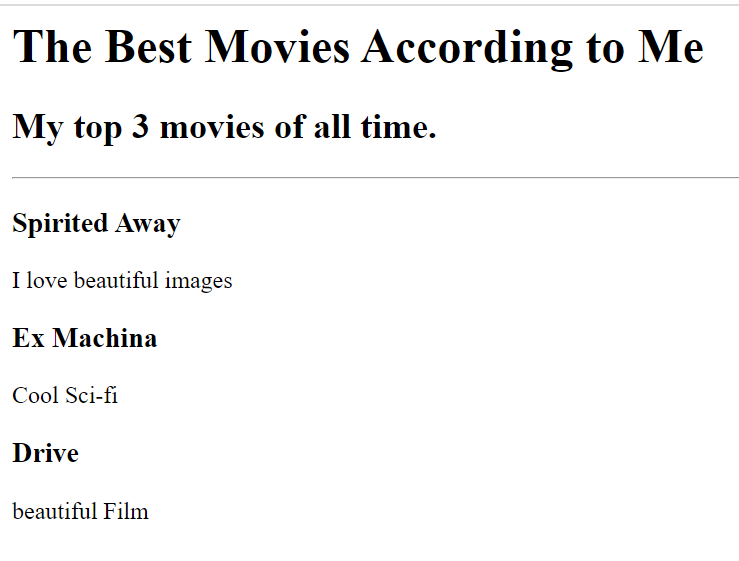 The Best Movies According to Me
My top 3 movies of all time.
Spirited Away
I love beautiful images
Ex Machina
Cool Sci-fi
Drive
beautiful Film